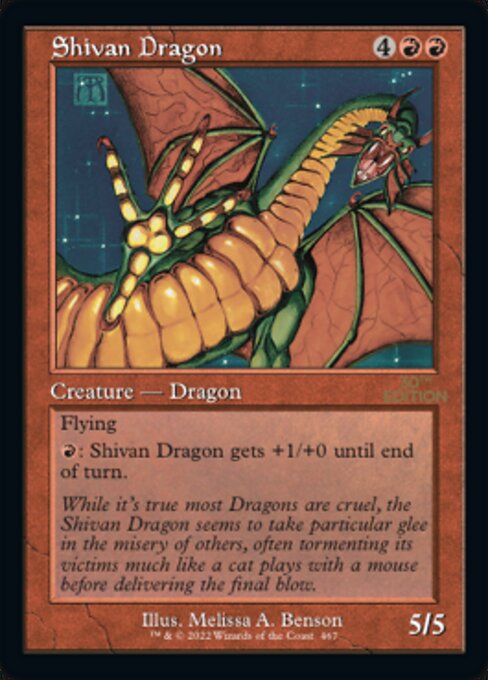 Shivan Dragon 4
Creature — Dragon
30TH EDITION
Flying
: Shivan Dragon gets +1/+0 until end
of turn.
While it's true most Dragons are cruel, the
Shivan Dragon seems to take particular glee
in the misery of others, often tormenting its
victims much like a cat plays with a mouse
before delivering the final blow.
Illus. Melissa A. Benson
™ & © 2022 Wizards of the Coast 467
5/5